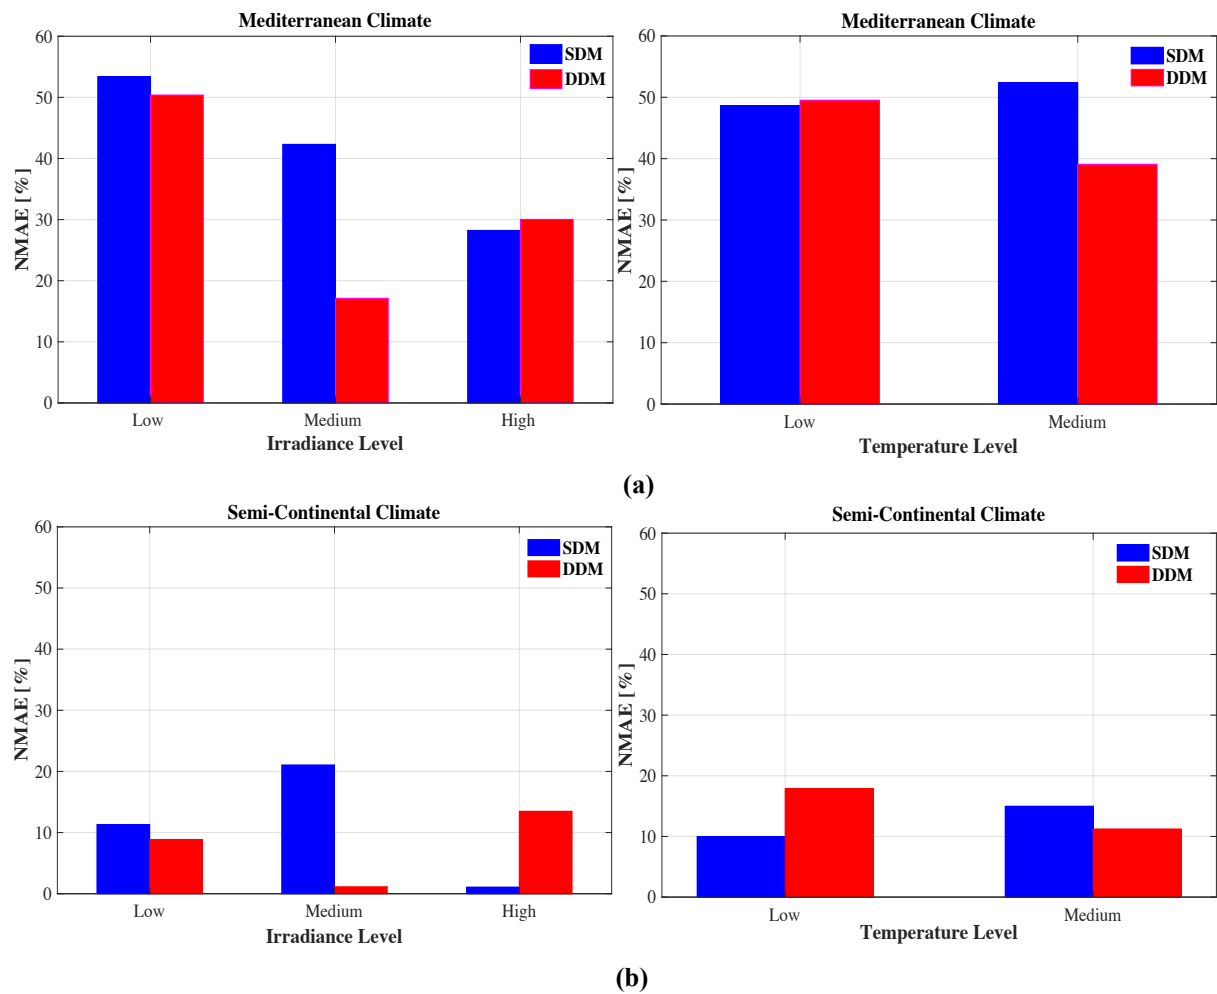 Mediterranean Climate
60
50
40
30
20
10
0
NMAE [%]
SDM
DDM
Low
Medium
High
Irradiance Level
Mediterranean Climate
60
50
40
30
20
10
0
NMAE [%]
SDM
DDM
Low
Medium
Temperature Level
(a)
Semi-Continental Climate
60
50
40
30
20
10
0
NMAE [%]
SDM
DDM
Low
Medium
High
Irradiance Level
Semi-Continental Climate
60
50
40
30
20
10
0
NMAE [%]
SDM
DDM
Low
Medium
Temperature Level
(b)